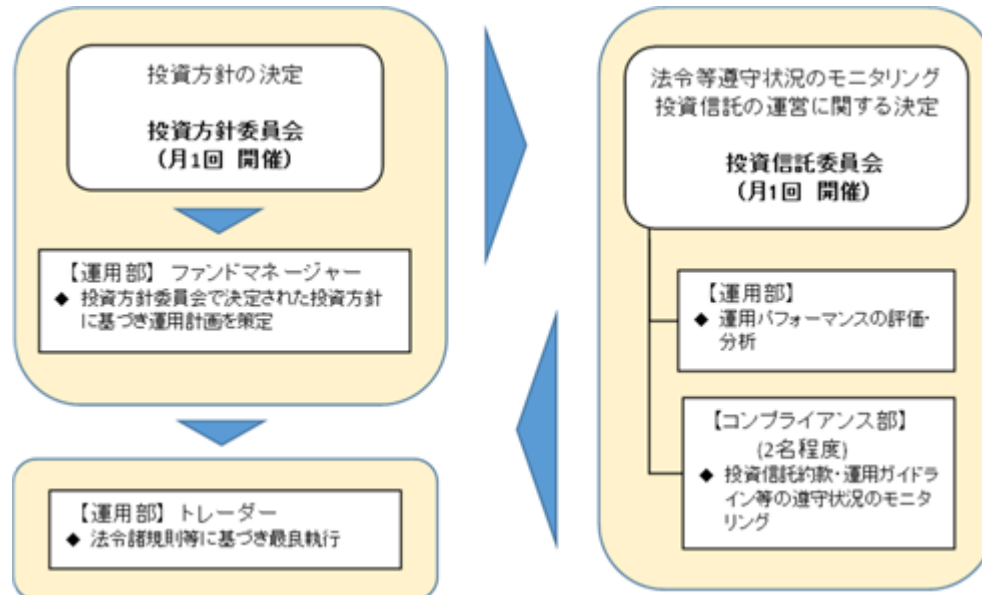 投資方針の決定
投資方針委員会
(月1回 開催)
【運用部】ファンドマネージャー
◆ 投資方針委員会で決定された投資方針
に基づき運用計画を策定
【運用部】トレーダー
◆ 法令諸規則等に基づき最良執行
法令等遵守状況のモニタリング
投資信託の運営に関する決定
投資信託委員会
(月1回 開催)
【運用部】
◆ 運用パフォーマンスの評価・
分析
【コンプライアンス部】
(2名程度)
◆ 投資信託約款・運用ガイドラ
イン等の遵守状況のモニタ
リング